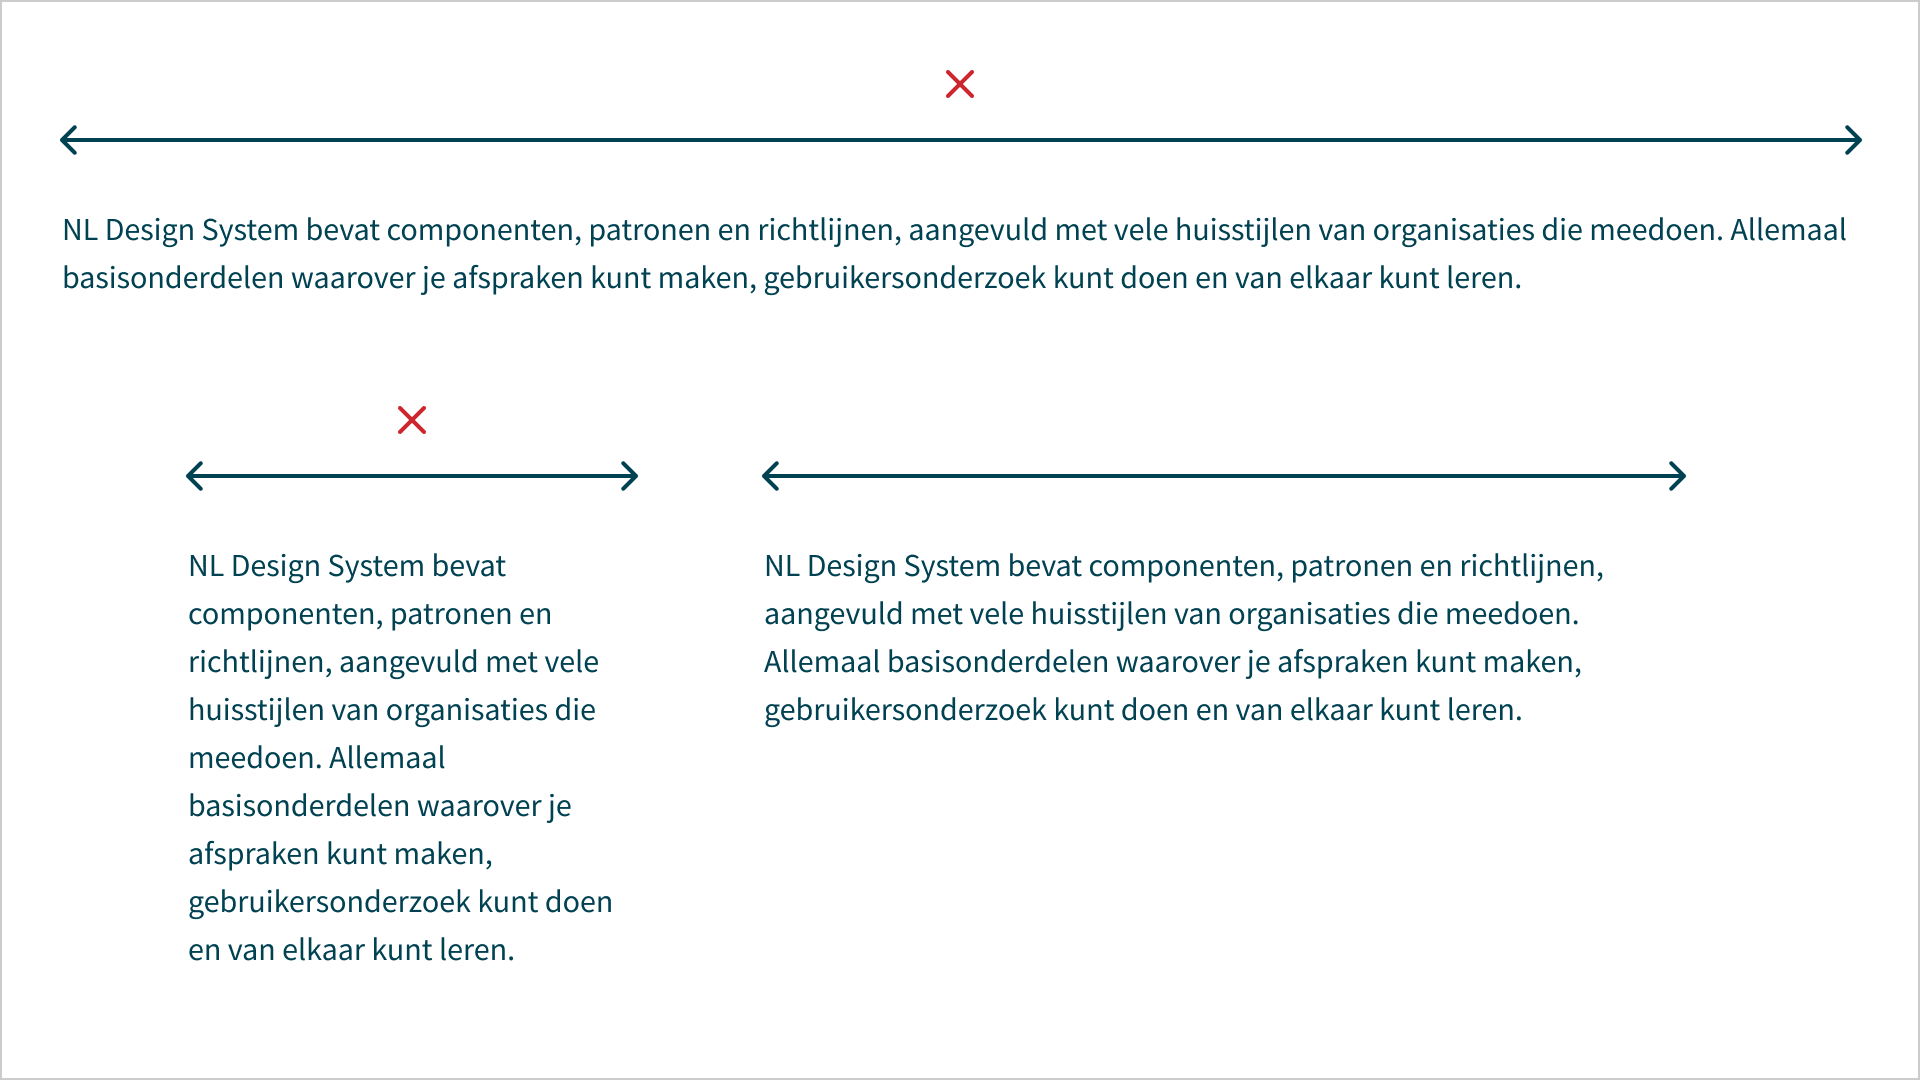 NL Design System bevat componenten, patronen en richtlijnen, aangevuld met vele huisstijlen van organisaties die meedoen. Allemaal
basisonderdelen waarover je afspraken kunt maken, gebruikersonderzoek kunt doen en van elkaar kunt leren.
NL Design System bevat
componenten, patronen en
richtlijnen, aangevuld met vele
huisstijlen van organisaties die
meedoen. Allemaal
basisonderdelen waarover je
afspraken kunt maken,
gebruikersonderzoek kunt doen
en van elkaar kunt leren.
NL Design System bevat componenten, patronen en richtlijnen,
aangevuld met vele huisstijlen van organisaties die meedoen.
Allemaal basisonderdelen waarover je afspraken kunt maken,
gebruikersonderzoek kunt doen en van elkaar kunt leren.